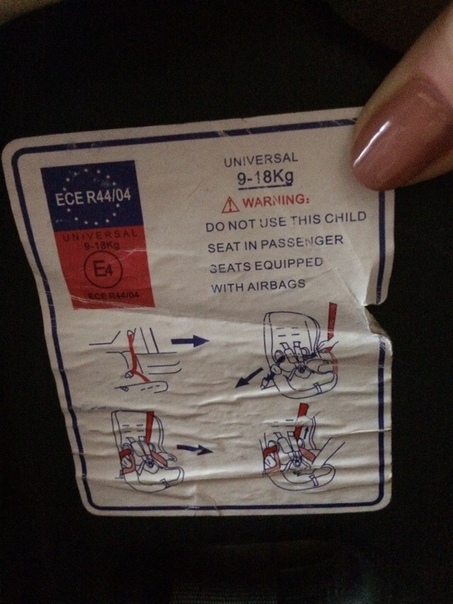 ECE R44/04
UNIVERSAL
9-18Kg
E4
ECE R44/04
UNIVERSAL
9-18Kg
WARNING:
DO NOT USE THIS CHILD
SEAT IN PASSENGER
SEATS EQUIPPED
WITH AIRBAGS